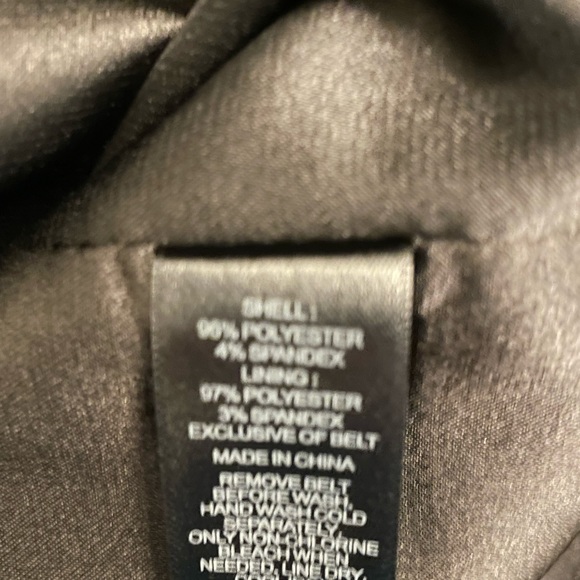 SHELL :
96% POLYESTER
4% SPANDEX
LINING :
97% POLYESTER
3% SPANDEX
EXCLUSIVE OF BELT
MADE IN CHINA
REMOVE BELT
BEFORE WASH,
HAND WASH COLD
SEPARATELY,
ONLY NON-CHLORINE
BLEACH WHEN
NEEDED, LINE DRY,
COOL